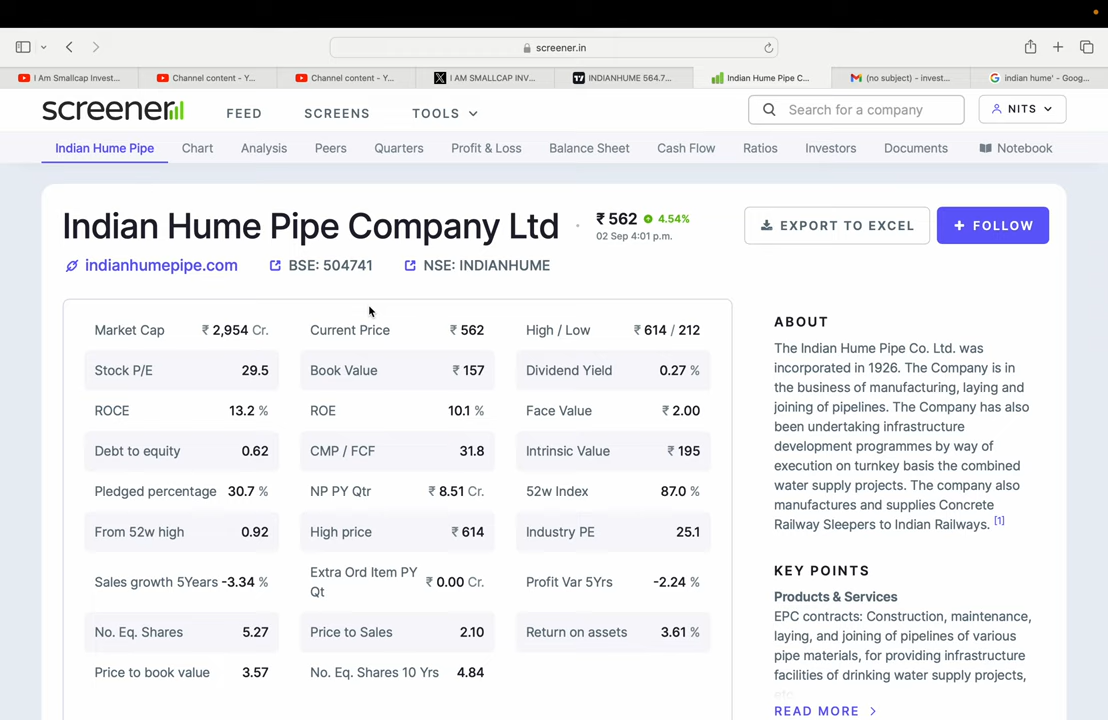 screener.in
I Am Smallcap Invest...
Channel content - Y...
Channel content - Y...
I AM SMALLCAP INV...
INDIANHUME 564.7...
Indian Hume Pipe C...
(no subject) - invest...
indian hume' - Goog...
screener
FEED
SCREENS
TOOLS
Search for a company
NITS
Indian Hume Pipe
Chart
Analysis
Peers
Quarters
Profit & Loss
Balance Sheet
Cash Flow
Ratios
Investors
Documents
Notebook
Indian Hume Pipe Company Ltd
₹ 562 4.54%
02 Sep 4:01 p.m.
EXPORT TO EXCEL
+ FOLLOW
indianhumepipe.com
BSE: 504741
NSE: INDIANHUME
Market Cap ₹ 2,954 Cr.
Current Price ₹ 562
High / Low ₹ 614 / 212
Stock P/E 29.5
Book Value ₹ 157
Dividend Yield 0.27 %
ROCE 13.2 %
ROE 10.1 %
Face Value ₹ 2.00
Debt to equity 0.62
CMP / FCF 31.8
Intrinsic Value ₹ 195
Pledged percentage 30.7 %
NP PY Qtr ₹ 8.51 Cr.
52w Index 87.0 %
From 52w high 0.92
High price ₹ 614
Industry PE 25.1
Sales growth 5Years -3.34 %
Extra Ord Item PY
Qt ₹ 0.00 Cr.
Profit Var 5Yrs -2.24 %
No. Eq. Shares 5.27
Price to Sales 2.10
Return on assets 3.61 %
Price to book value 3.57
No. Eq. Shares 10 Yrs 4.84
ABOUT
The Indian Hume Pipe Co. Ltd. was
incorporated in 1926. The Company is in
the business of manufacturing, laying and
joining of pipelines. The Company has also
been undertaking infrastructure
development programmes by way of
execution on turnkey basis the combined
water supply projects. The company also
manufactures and supplies Concrete
Railway Sleepers to Indian Railways. [1]
KEY POINTS
Products & Services
EPC contracts: Construction, maintenance,
laying, and joining of pipelines of various
pipe materials, for providing infrastructure
facilities of drinking water supply projects,
etc
READ MORE